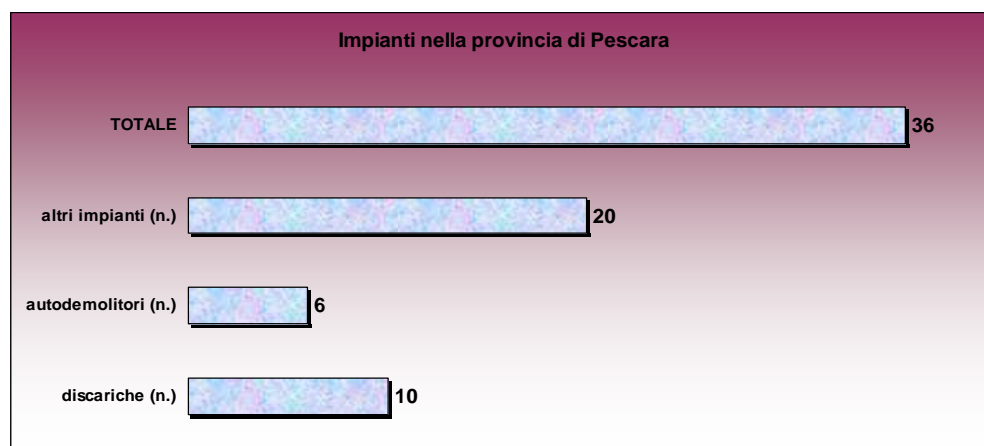 Impianti nella provincia di Pescara
TOTALE 36
altri impianti (n.) 20
autodemolitori (n.) 6
discariche (n.) 10